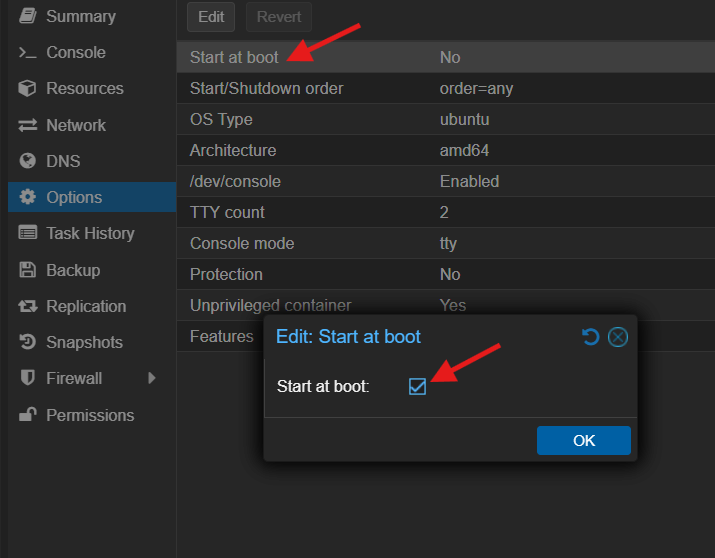 Summary
Console
Resources
Network
DNS
Options
Task History
Backup
Replication
Snapshots
Firewall
Permissions
Edit Revert
Start at boot No
Start/Shutdown order order=any
OS Type ubuntu
Architecture amd64
/dev/console Enabled
TTY count 2
Console mode tty
Protection No
Unprivileged container Yes
Features
Edit: Start at boot
Start at boot:
OK